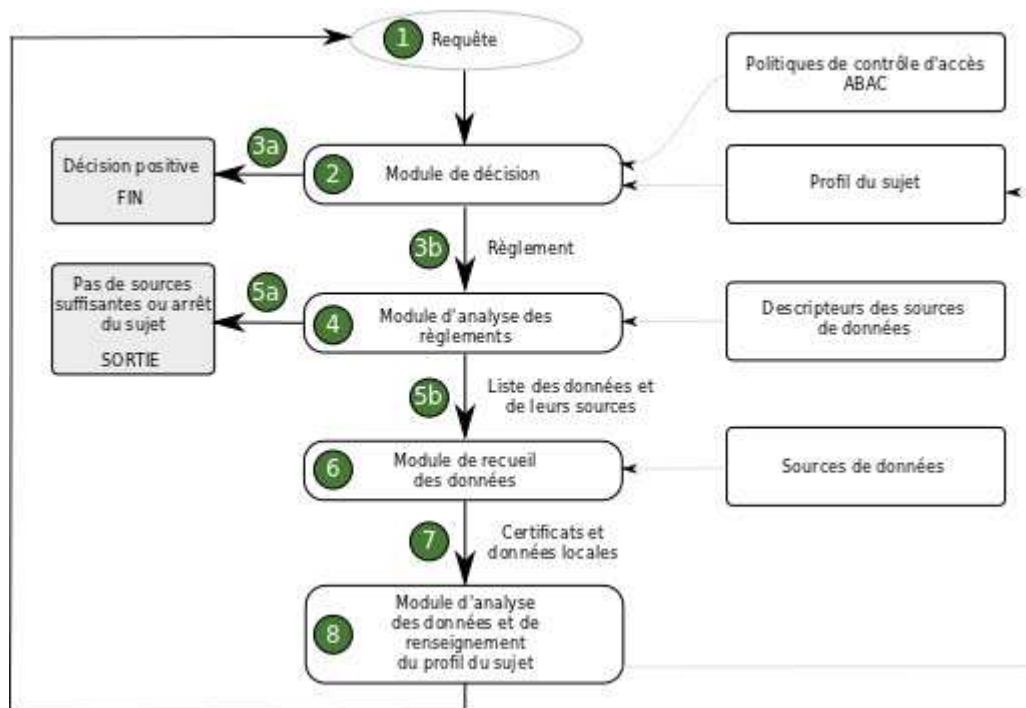 1 Requête
Politiques de contrôle d'accès
ABAC
3a
Décision positive
FIN
2 Module de décision
Profil du sujet
3b Règlement
Pas de sources
suffisantes ou arrêt
du sujet
SORTIE
5a
4 Module d'analyse des
règlements
Descripteurs des sources
de données
5b Liste des données et
de leurs sources
6 Module de recueil
des données
Sources de données
7 Certificats et
données locales
8 Module d'analyse
des données et de
renseignement
du profil du sujet